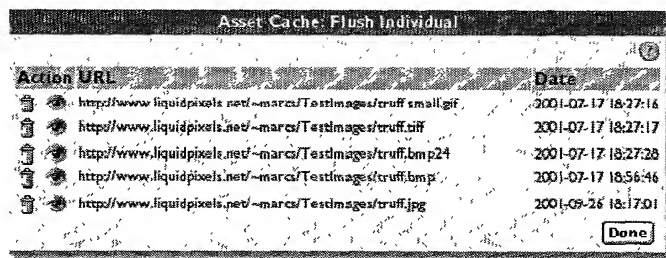 Asset Cache: Flush Individual
?
Action URL Date
http://www.liquidpixels.net/~marcs/TestImages/truffsmall.gif 2001-07-17 18:27:16
http://www.liquidpixels.net/~marcs/TestImages/truff.tiff 2001-07-17 18:27:17
http://www.liquidpixels.net/~marcs/TestImages/truff.bmp24 2001-07-17 18:27:28
http://www.liquidpixels.net/~marcs/TestImages/truff.bmp 2001-07-17 18:56:46
http://www.liquidpixels.net/~marcs/TestImages/truff.jpg 2001-09-26 18:17:01
Done